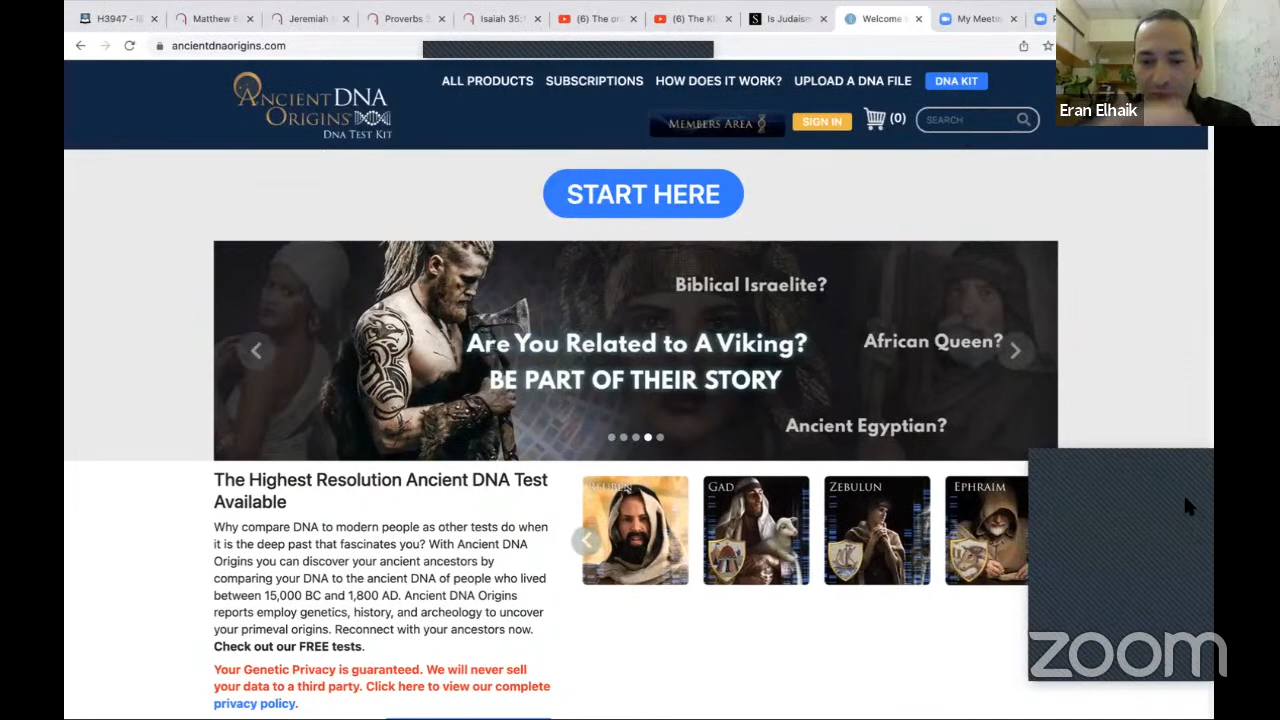 H3947 - 
Matthew 
Jeremiah 
Proverbs 
Isaiah 35:
(6) The
(6) The
Is Judaism
Welcome
My Meeti
ancientdnaorigins.com
ANCIENT DNA
ORIGINS
DNA TEST KIT
ALL PRODUCTS
SUBSCRIPTIONS
HOW DOES IT WORK?
UPLOAD A DNA FILE
DNA KIT
MEMBERS AREA
SIGN IN
(0)
SEARCH
Eran Elhaik
START HERE
Biblical Israelite?
Are You Related to A Viking?
African Queen?
BE PART OF THEIR STORY
Ancient Egyptian?
The Highest Resolution Ancient DNA Test
Available
Why compare DNA to modern people as other tests do when
it is the deep past that fascinates you? With Ancient DNA
Origins you can discover your ancient ancestors by
comparing your DNA to the ancient DNA of people who lived
between 15,000 BC and 1,800 AD. Ancient DNA Origins
reports employ genetics, history, and archeology to uncover
your primeval origins. Reconnect with your ancestors now.
Check out our FREE tests.
Your Genetic Privacy is guaranteed. We will never sell
your data to a third party. Click here to view our complete
privacy policy.
REUBEN
GAD
ZEBULUN
EPHRAIM
zoom